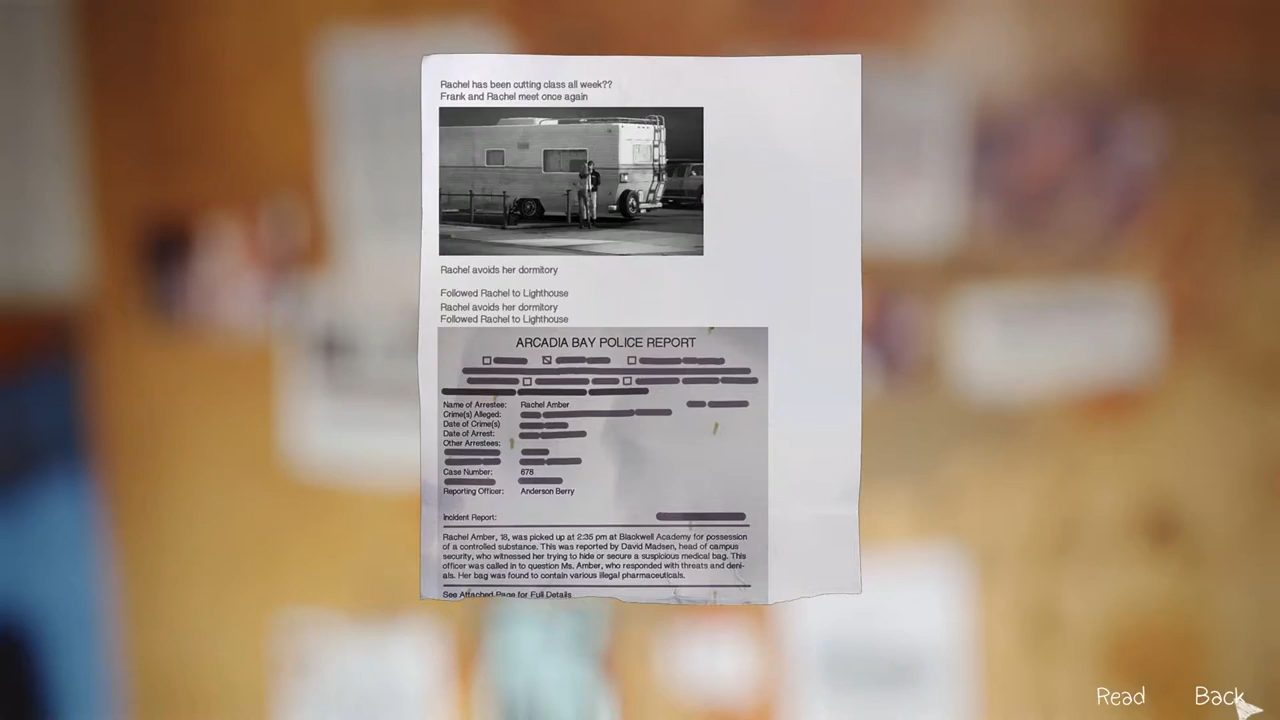 Rachel has been cutting class all week??
Frank and Rachel meet once again
Rachel avoids her dormitory
Followed Rachel to Lighthouse
Rachel avoids her dormitory
Followed Rachel to Lighthouse
ARCADIA BAY POLICE REPORT
Name of Arrestee: Rachel Amber
Crime(s) Alleged:
Date of Crime(s)
Date of Arrest:
Other Arrestees:
Case Number: 678
Reporting Officer: Anderson Berry
Incident Report:
Rachel Amber, 18, was picked up at 2:35 pm at Blackwell Academy for possession
of a controlled substance. This was reported by David Madsen, head of campus
security, who witnessed her trying to hide or secure a suspicious medical bag. This
officer was called in to question Ms. Amber, who responded with threats and deni-
als. Her bag was found to contain various illegal pharmaceuticals.
See Attached Page for Full Details
Read Back